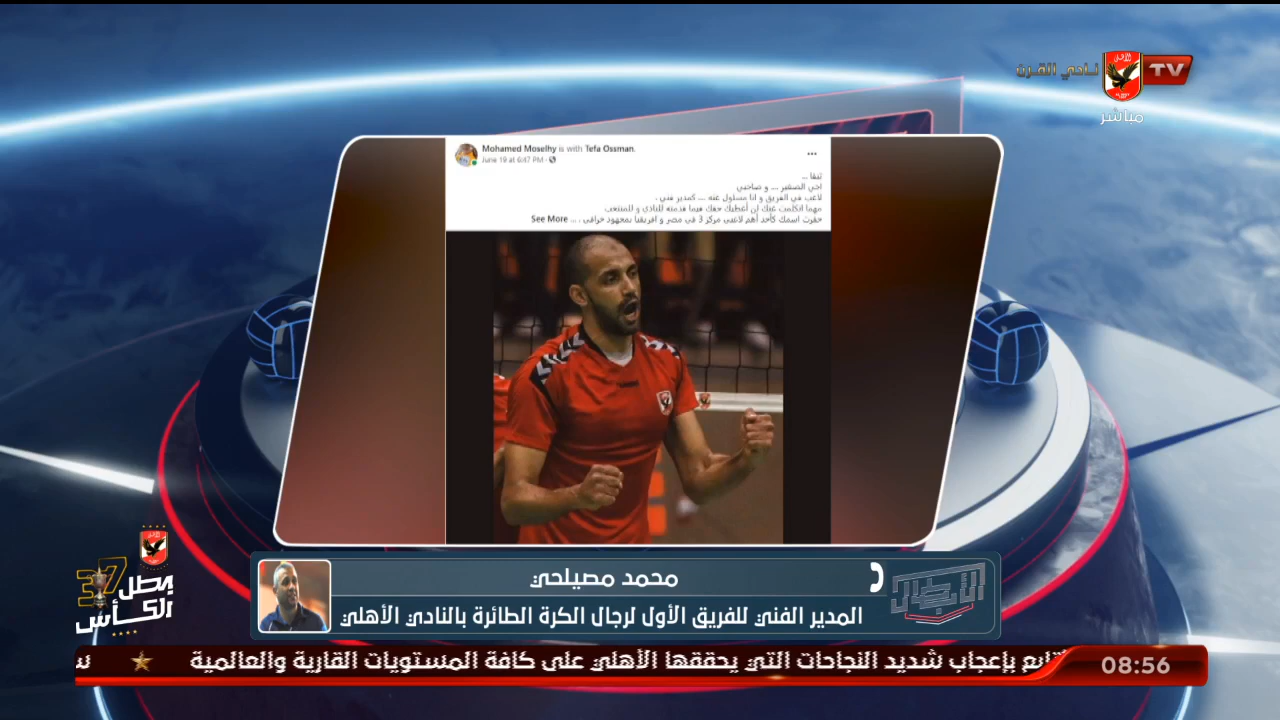 نادي القرن
TV
مباشر
Mohamed Moselhy is with Tefa Ossman.
June 19 at 6:47 PM
تيفا ...
اخي الصغير ... و صاحبي
لاعب في الفريق و انا مسئول عنه ... كمدير فني .
مهما اتكلمت عنك لن أعطيك حقك فيما قدمته للنادي و للمنتخب
حفرت اسمك كأحد أهم لاعبي مركز 3 في مصر و افريقيا بمجهود خرافي . ... See More
بطل
37
الكأس
محمد مصيلحي
المدير الفني للفريق الأول لرجال الكرة الطائرة بالنادي الأهلي
الأبطال
بإعجاب شديد النجاحات التي يحققها الأهلي على كافة المستويات القارية والعالمية
08:56